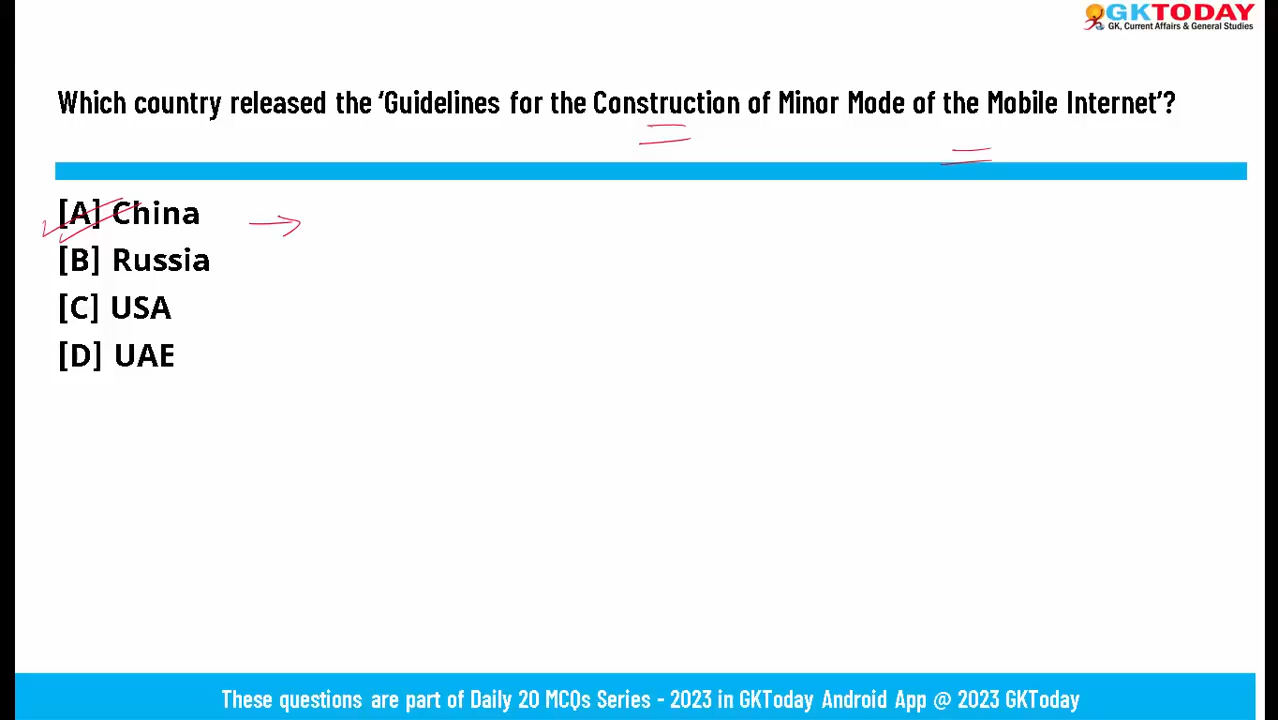 GKTODAY
GK, Current Affairs & General Studies
Which country released the ‘Guidelines for the Construction of Minor Mode of the Mobile Internet’?
[A] China
[B] Russia
[C] USA
[D] UAE
These questions are part of Daily 20 MCQs Series - 2023 in GKToday Android App @ 2023 GKToday